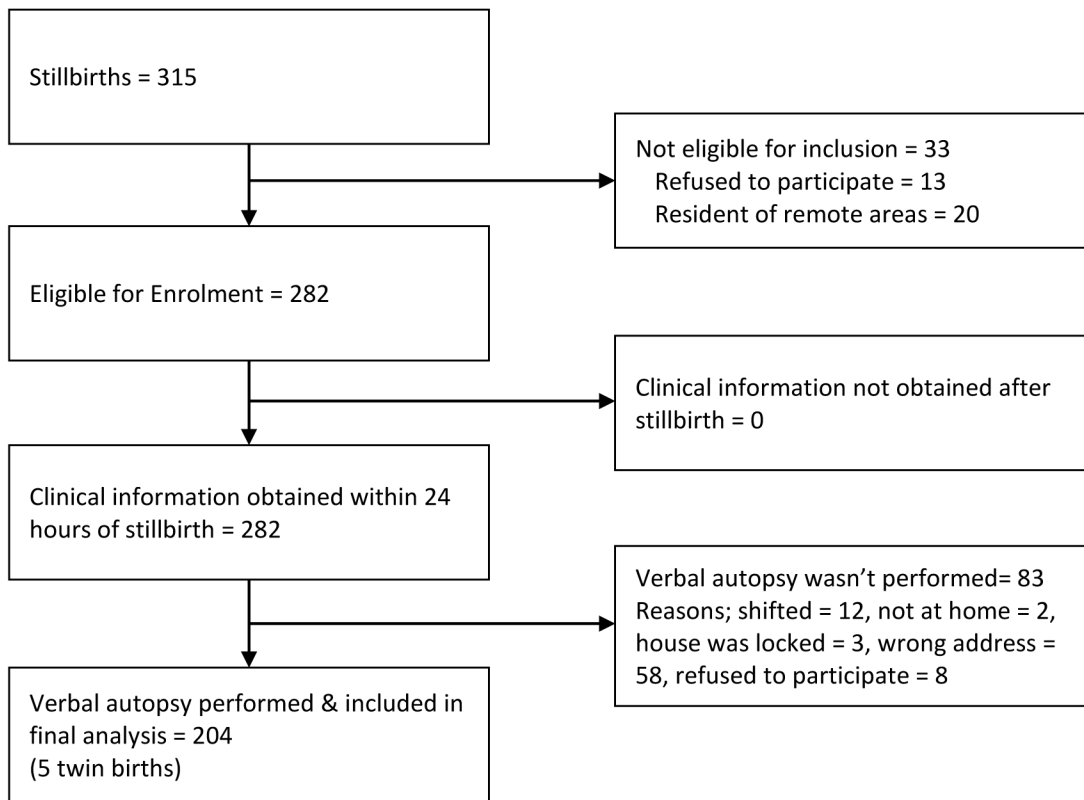 Stillbirths = 315
Not eligible for inclusion = 33
Refused to participate = 13
Resident of remote areas = 20
Eligible for Enrolment = 282
Clinical information not obtained after
stillbirth = 0
Clinical information obtained within 24
hours of stillbirth = 282
Verbal autopsy wasn’t performed= 83
Reasons; shifted = 12, not at home = 2,
house was locked = 3, wrong address =
58, refused to participate = 8
Verbal autopsy performed & included in
final analysis = 204
(5 twin births)